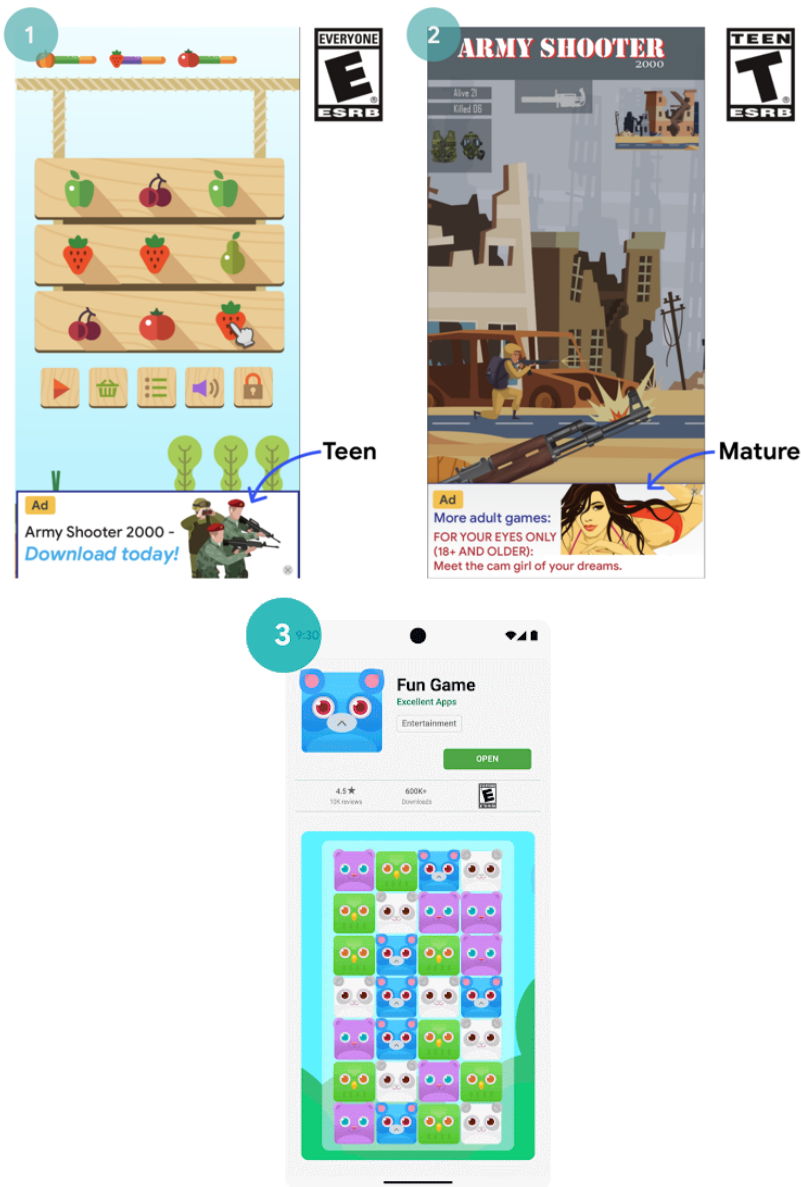 1
EVERYONE
E
ESRB
Teen
Ad
Army Shooter 2000 -
Download today!
2
ARMY SHOOTER
2000
TEEN
T
ESRB
Alive 21
Killed 06
Mature
Ad
More adult games:
FOR YOUR EYES ONLY
(18+ AND OLDER):
Meet the cam girl of your dreams.
3
9:30
Fun Game
Excellent Apps
Entertainment
OPEN
4.5★
10K reviews
600K+
Downloads
E